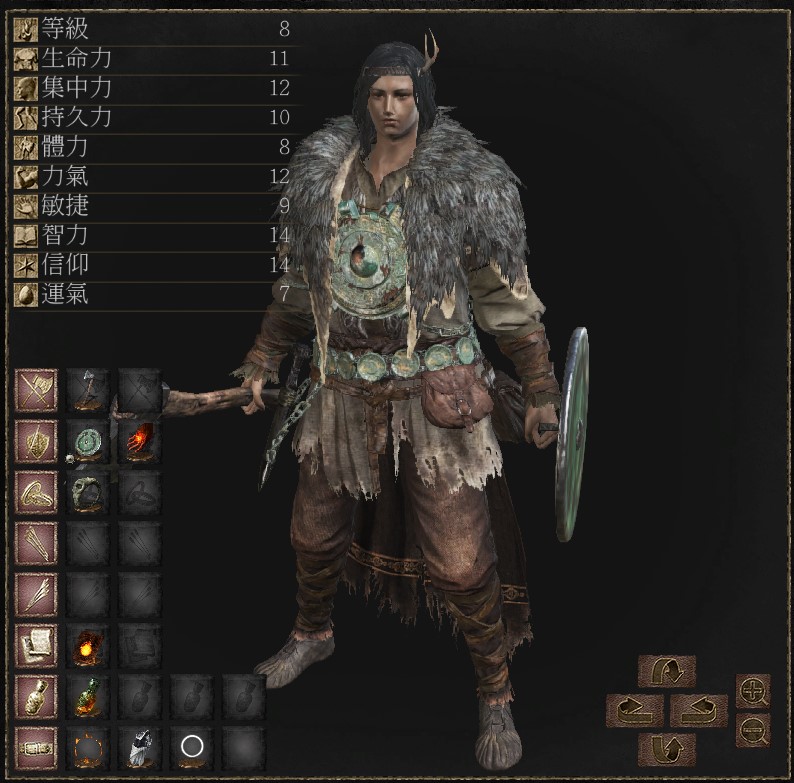 等級 8
生命力 11
集中力 12
持久力 10
體力 8
力氣 12
敏捷 9
智力 14
信仰 14
運氣 7